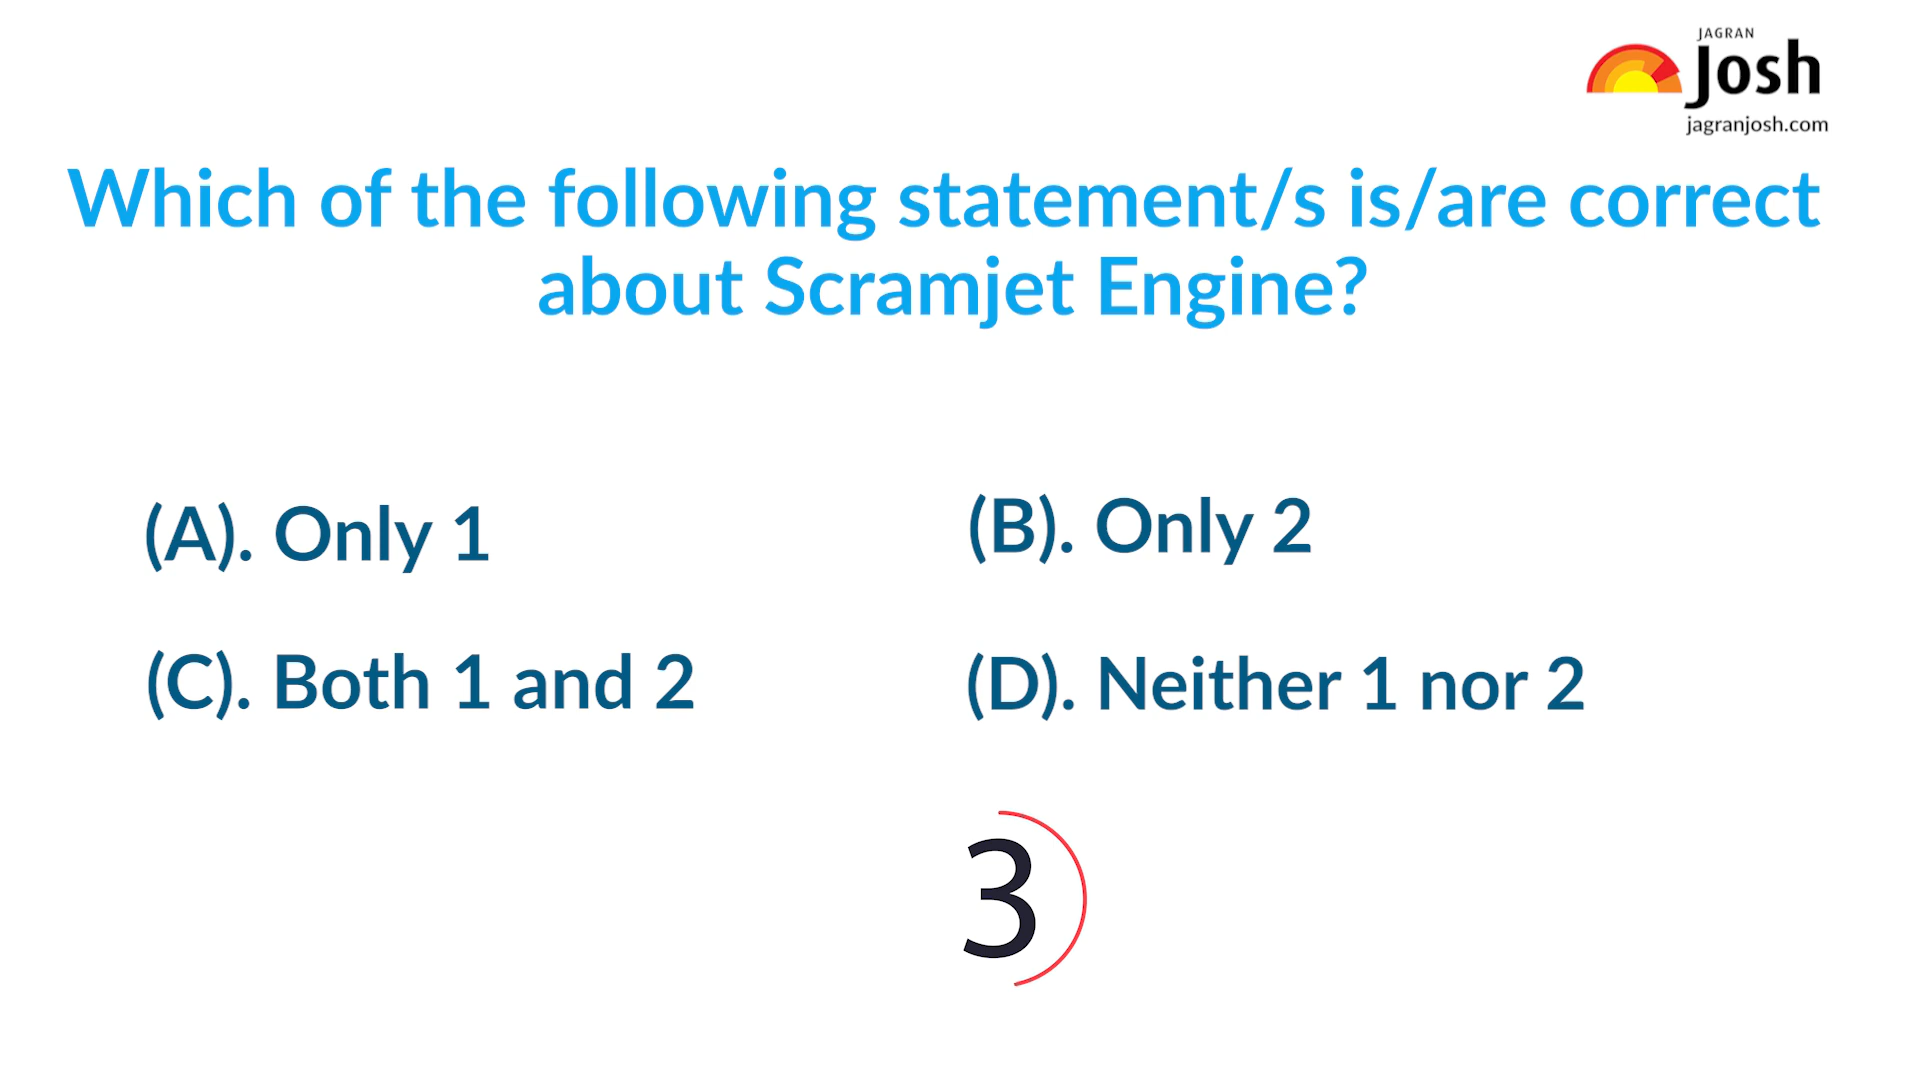 JAGRAN
Josh
jagranjosh.com
Which of the following statement/s is/are correct
about Scramjet Engine?
(A). Only 1
(B). Only 2
(C). Both 1 and 2
(D). Neither 1 nor 2
3